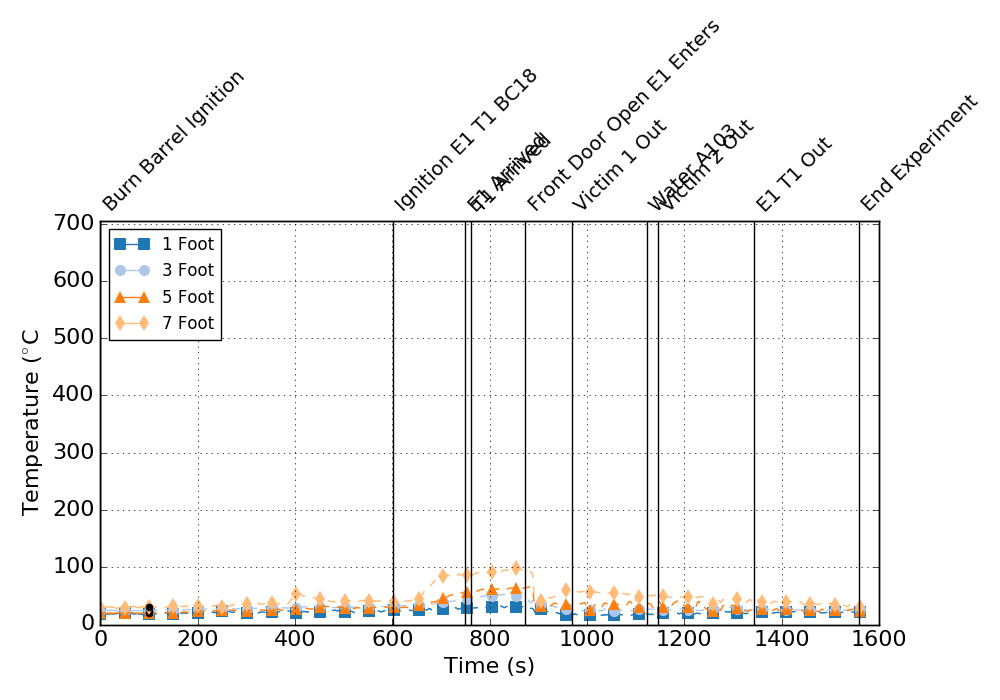 Burn Barrel Ignition
Ignition E1 T1 BC18
E1 Arrived
T1 Arrived
Front Door Open E1 Enters
Victim 1 Out
Water A103
Victim 2 Out
E1 T1 Out
End Experiment
700
600
500
400
300
200
100
0
Temperature (°C
1 Foot
3 Foot
5 Foot
7 Foot
0 200 400 600 800 1000 1200 1400 1600
Time (s)